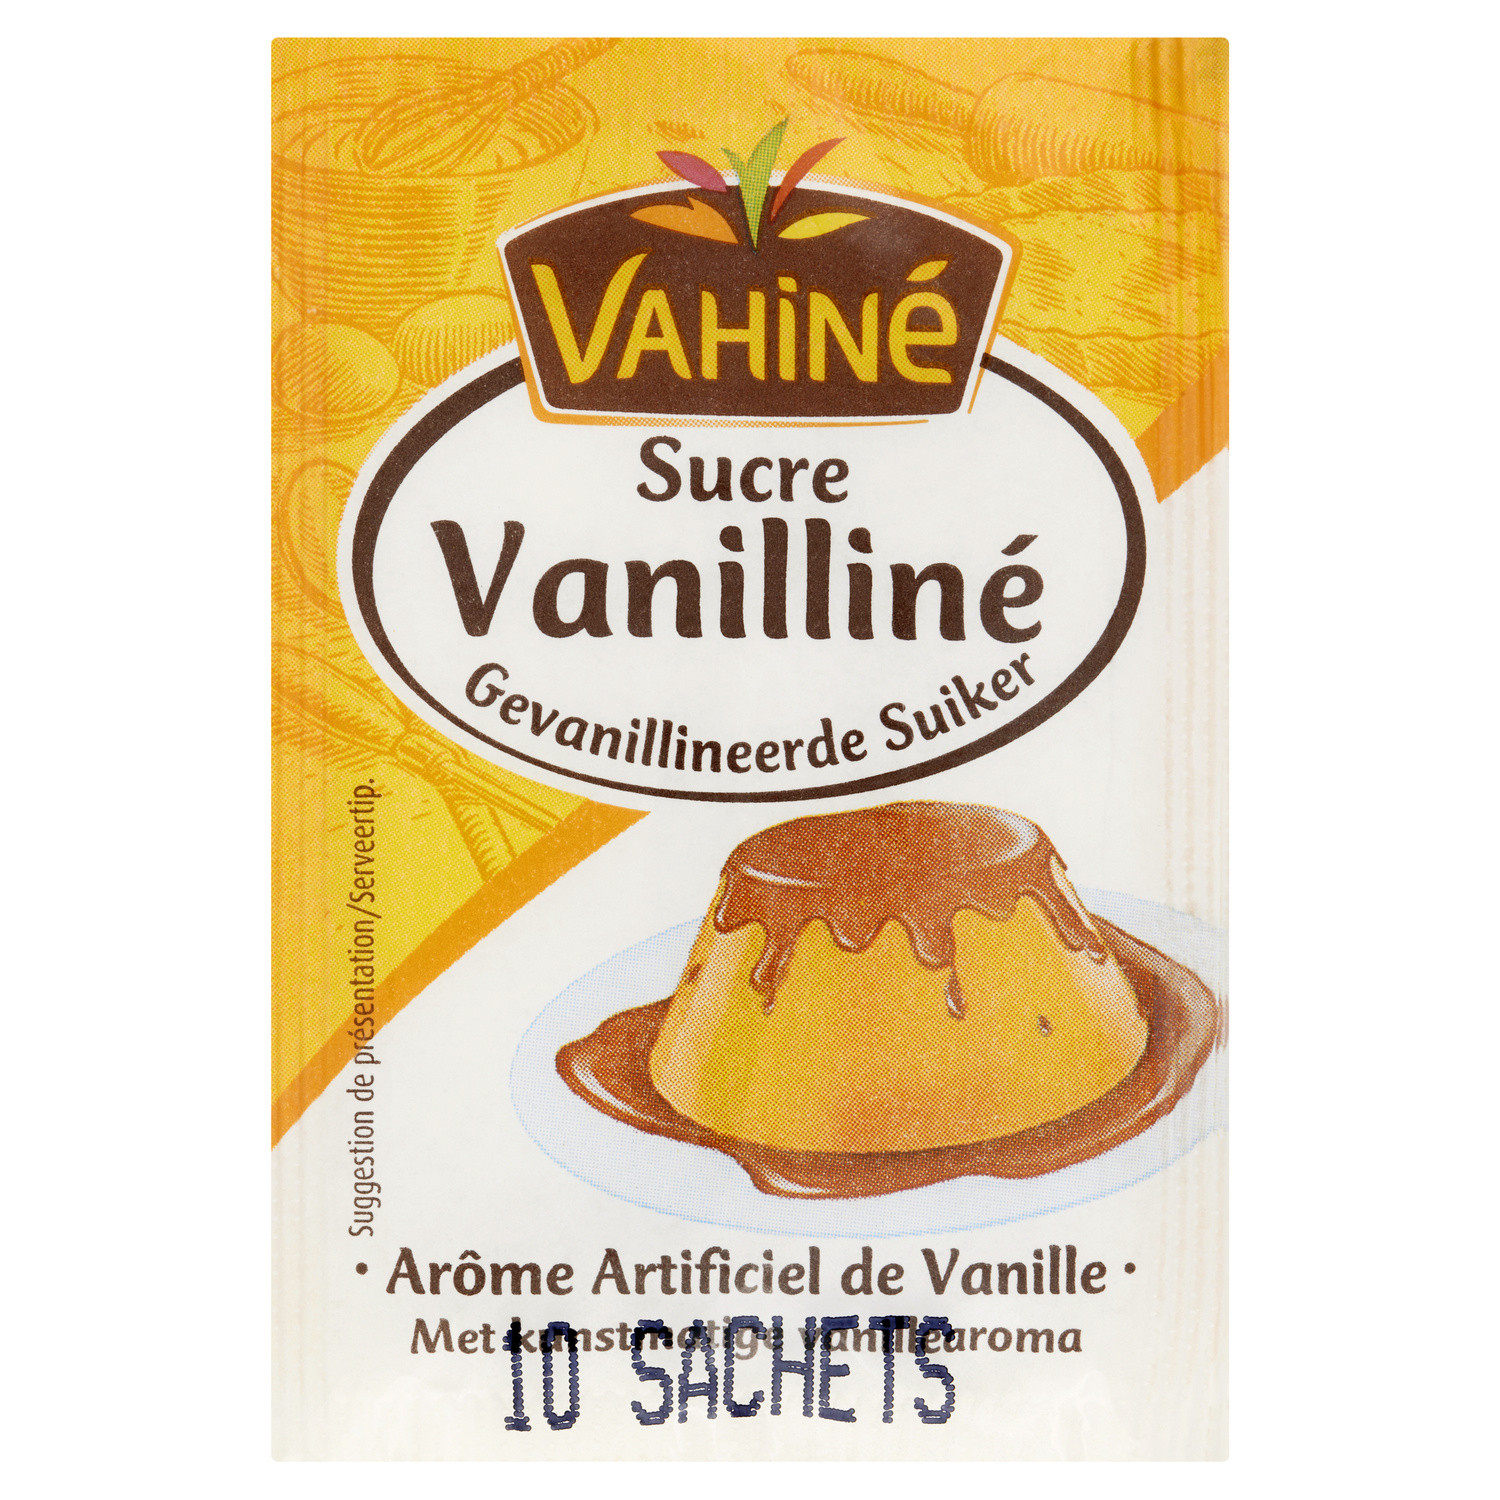 VAHINÉ
Sucre
Vanilliné
Gevanillineerde Suiker
Suggestion de présentation/Serveertip.
• Arôme Artificiel de Vanille •
Met kunstmatige vanillearoma
10 SACHETS